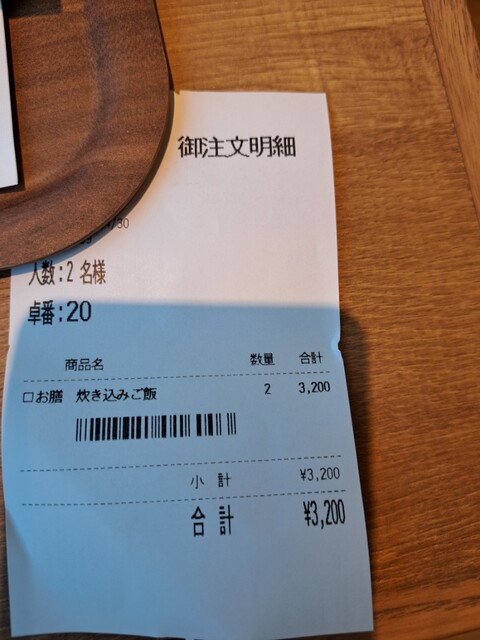 御注文明細
/30
人数:2 名様
卓番:20
商品名 数量 合計
□お膳 炊き込みご飯 2 3,200
小 計 ¥3,200
合 計 ¥3,200